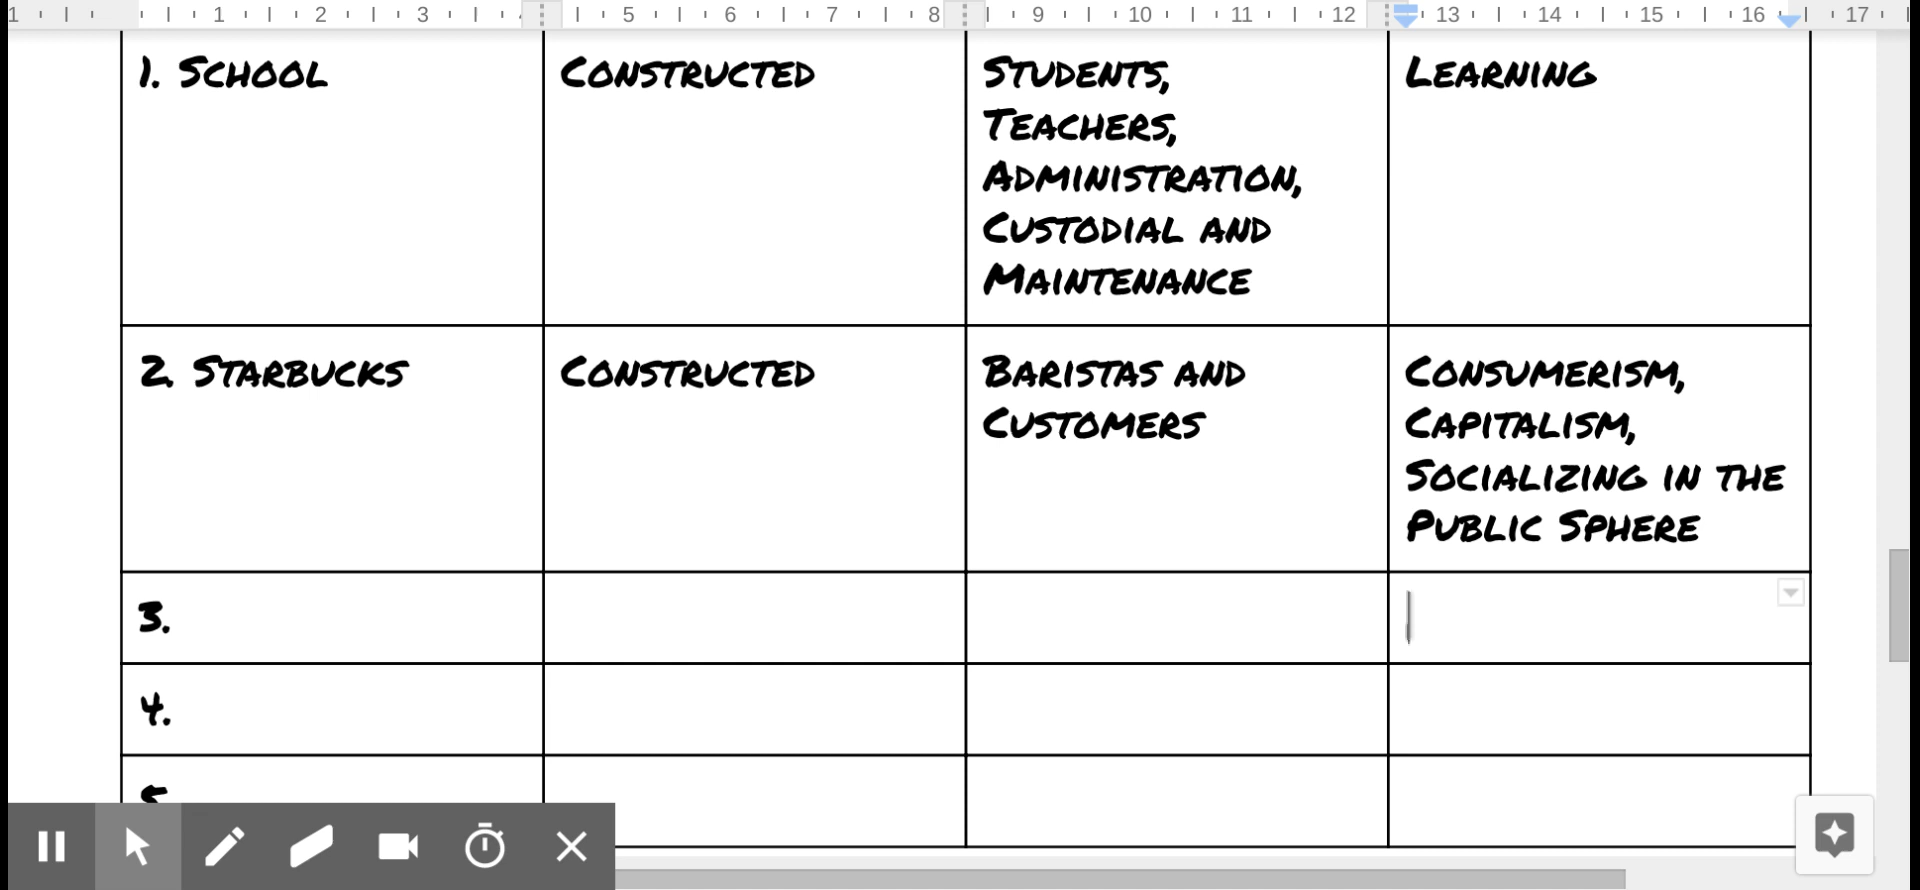 1 1 2 3 4 5 6 7 8 9 10 11 12 13 14 15 16 17
1. School
Constructed
Students,
Teachers,
Administration,
Custodial and
Maintenance
Learning
2. Starbucks
Constructed
Baristas and
Customers
Consumerism,
Capitalism,
Socializing in the
Public Sphere
3.
4.
5